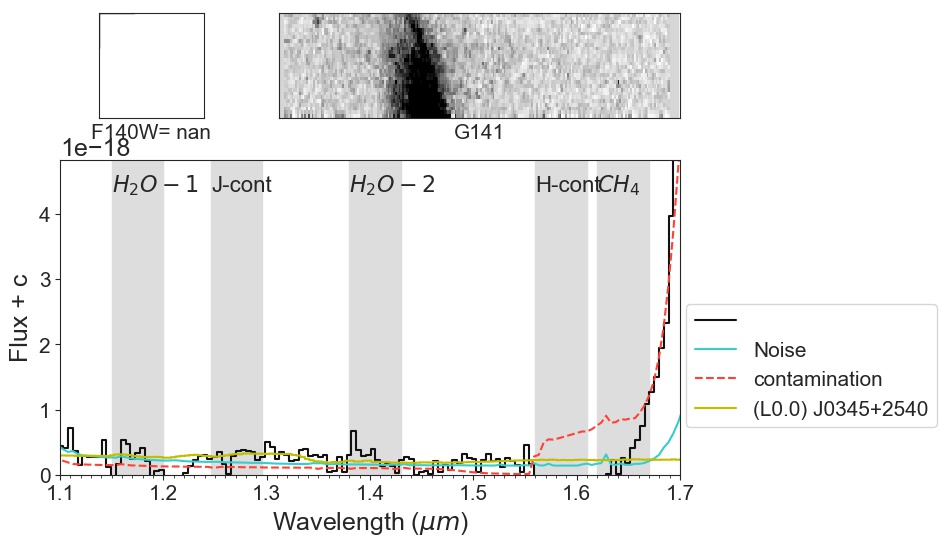 F140W= nan
G141
1e−18
H₂O − 1 J-cont H₂O − 2 H-cont CH₄
4
3
2
1
0
Flux + c
1.1 1.2 1.3 1.4 1.5 1.6 1.7
Wavelength (μm)
Noise
contamination
(L0.0) J0345+2540